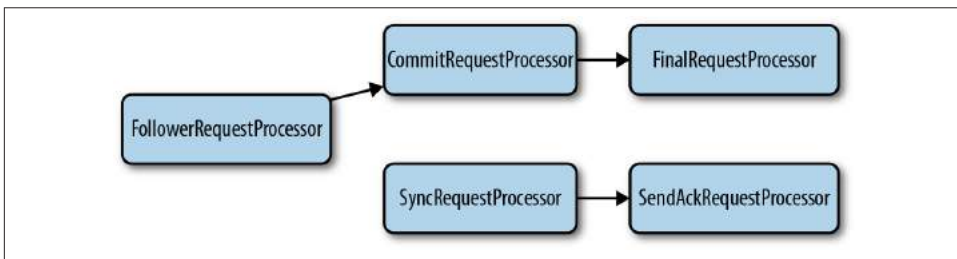 CommitRequestProcessor
FinalRequestProcessor
FollowerRequestProcessor
SyncRequestProcessor
SendAckRequestProcessor